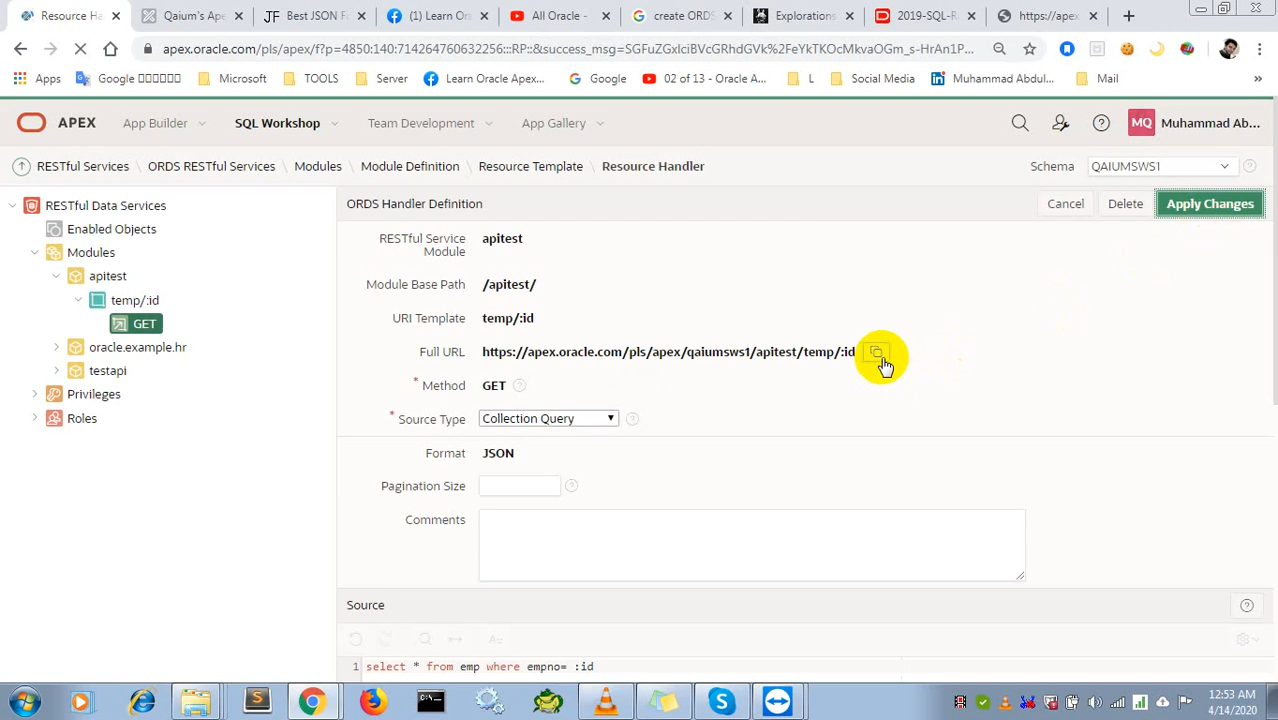 Resource Ha
Qaium's Ape
JF Best JSON F
(1) Learn Ora
All Oracle -
create ORDS
Explorations
2019-SQL-R
https://apex
apex.oracle.com/pls/apex/f?p=4850:140:714264760632256:::RP::&success_msg=SGFuZGxlciBVcGRhdGVk%2FeYkTKOcMkvaOGm_s-HrAn1P...
Apps
Google
Microsoft
TOOLS
Server
Learn Oracle Apex...
Google
02 of 13 - Oracle A...
L
Social Media
Muhammad Abdul...
Mail
»
APEX
App Builder
SQL Workshop
Team Development
App Gallery
MQ
Muhammad Ab...
RESTful Services
ORDS RESTful Services
Modules
Module Definition
Resource Template
Resource Handler
Schema
QAIUMSWS1
RESTful Data Services
Enabled Objects
Modules
apitest
temp/:id
GET
oracle.example.hr
testapi
Privileges
Roles
ORDS Handler Definition
Cancel
Delete
Apply Changes
RESTful Service Module
apitest
Module Base Path
/apitest/
URI Template
temp/:id
Full URL
https://apex.oracle.com/pls/apex/qaiumsws1/apitest/temp/:id
* Method
GET
* Source Type
Collection Query
Format
JSON
Pagination Size
Comments
Source
1 select * from emp where empno= :id
12:53 AM
4/14/2020